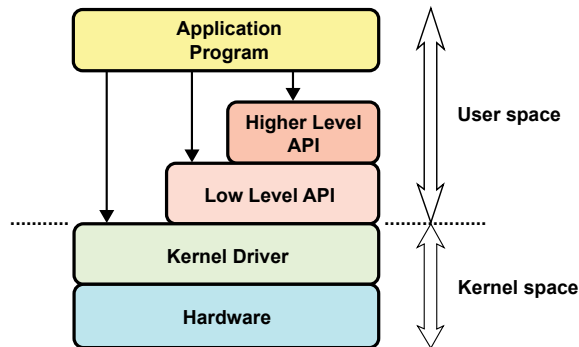 Application
Program
Higher Level
API
User space
Low Level API
Kernel Driver
Kernel space
Hardware